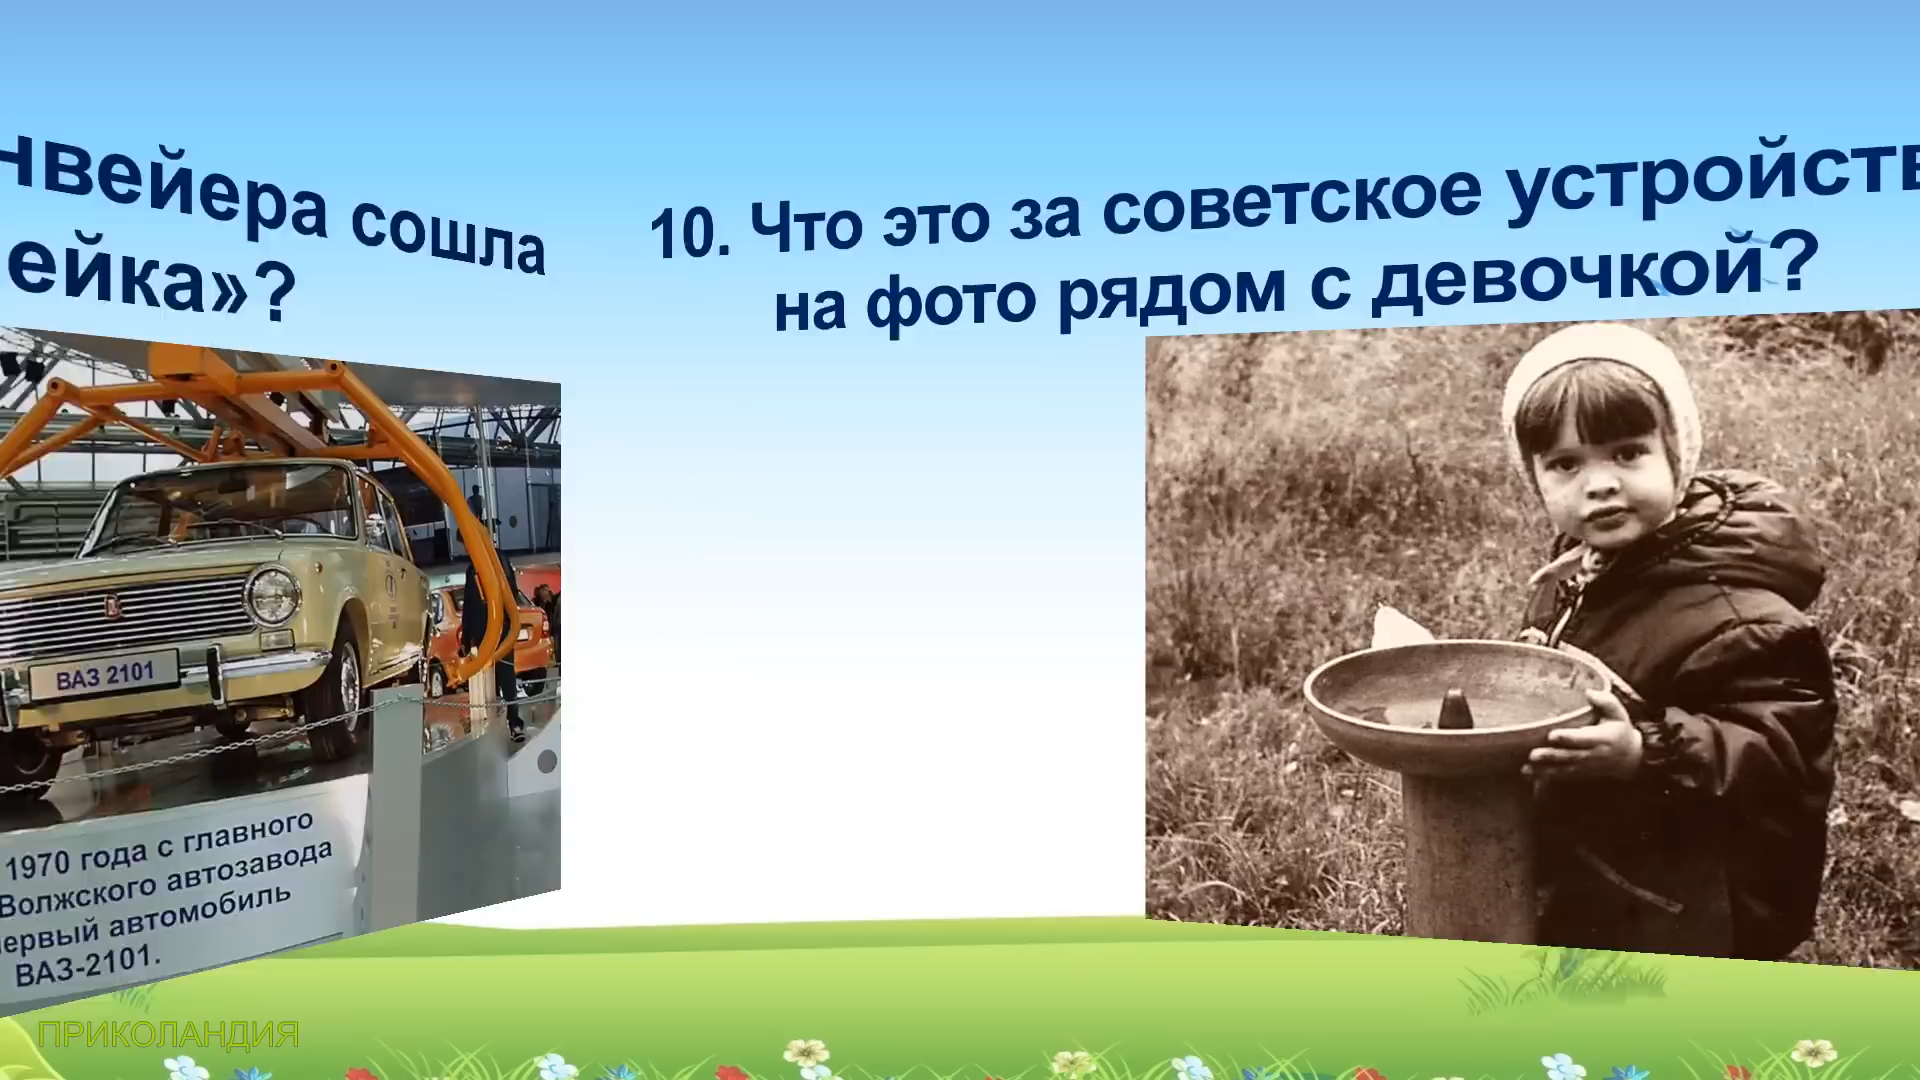 нвейера сошла
ейка»?
10. Что это за советское устройств
на фото рядом с девочкой?
ВАЗ 2101
1970 года с главного
Волжского автозавода
первый автомобиль
ВАЗ-2101.
ПРИКОЛАНДИЯ